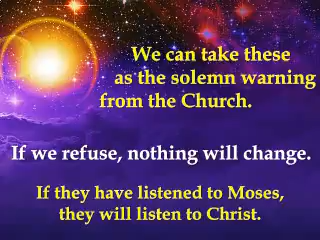 We can take these
as the solemn warning
from the Church.
If we refuse, nothing will change.
If they have listened to Moses,
they will listen to Christ.